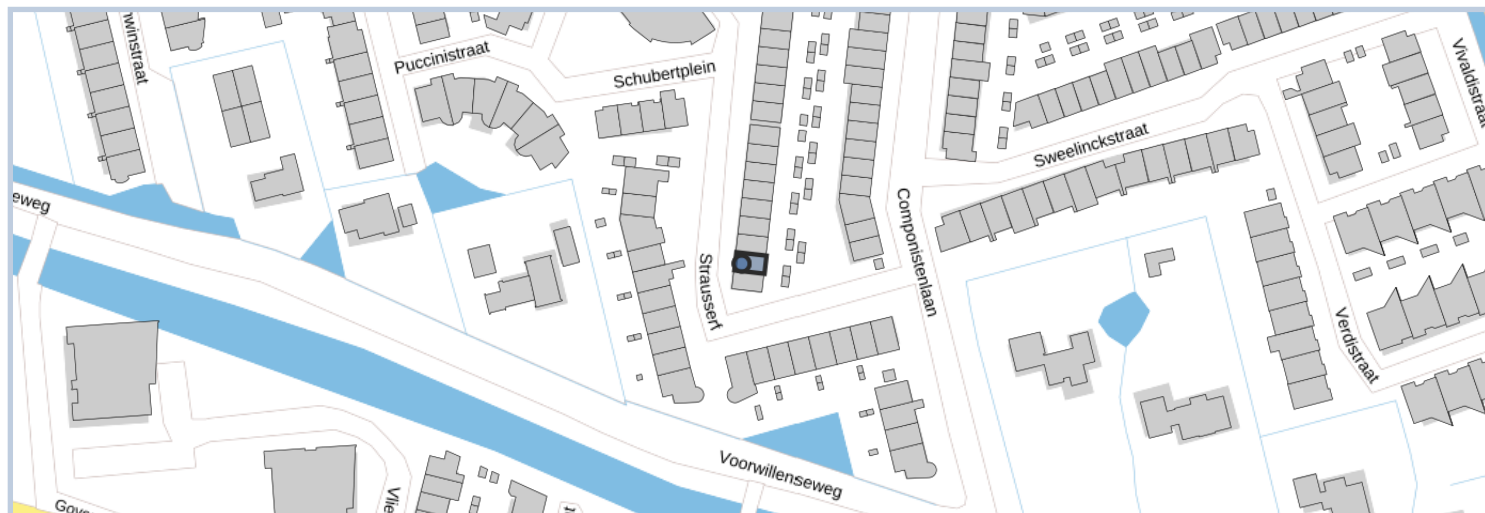 Puccinistraat
Schubertplein
Vivaldistraat
Sweelinckstraat
eweg
Componistenlaan
Strausserf
Verdistraat
Voorwillenseweg